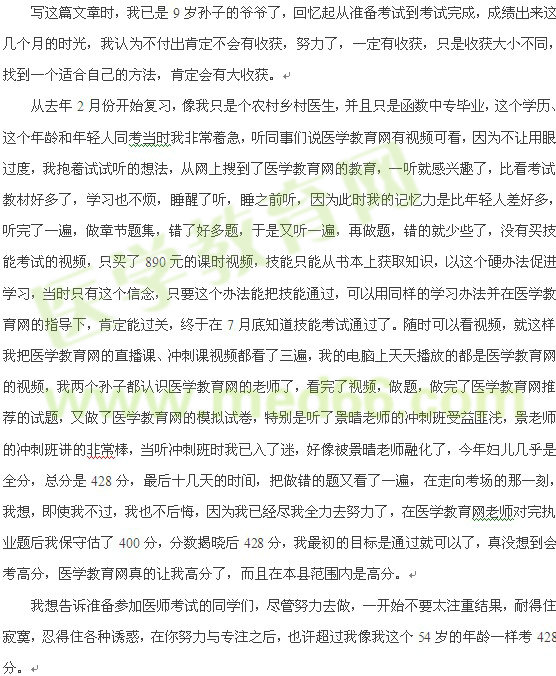 写这篇文章时，我已是 9 岁孙子的爷爷了，回忆起从准备考试到考试完成，成绩出来这
几个月的时光，我认为不付出肯定不会有收获，努力了，一定有收获，只是收获大小不同，
找到一个适合自己的方法，肯定会有大收获。
从去年 2 月份开始复习，像我只是个农村乡村医生，并且只是函数中专毕业，这个学历、
这个年龄和年轻人同考当时我非常着急，听同事们说医学教育网有视频可看，因为不让用眼
过度，我抱着试试听的想法，从网上搜到了医学教育网的教育，一听就感兴趣了，比看考试
教材好多了，学习也不烦，睡醒了听，睡之前听，因为此时我的记忆力是比年轻人差好多，
听完了一遍，做章节题集，错了好多题，于是又听一遍，再做题，错的就少些了，没有买技
能考试的视频，只买了 890 元的课时视频，技能只能从书本上获取知识，以这个硬办法促进
学习，当时只有这个信念，只要这个办法能把技能通过，可以用同样的学习办法并在医学教
育网的指导下，肯定能过关，终于在 7 月底知道技能考试通过了。随时可以看视频，就这样
我把医学教育网的直播课、冲刺课视频都看了三遍，我的电脑上天天播放的都是医学教育网
的视频，我两个孙子都认识医学教育网的老师了，看完了视频，做题，做完了医学教育网推
荐的试题，又做了医学教育网的模拟试卷，特别是听了景晴老师的冲刺班受益匪浅，景老师
的冲刺班讲的非常棒，当听冲刺班时我已入了迷，好像被景晴老师融化了，今年妇儿几乎是
全分，总分是 428 分，最后十几天的时间，把做错的题又看了一遍，在走向考场的那一刻，
我想，即使我不过，我也不后悔，因为我已经尽我全力去努力了，在医学教育网老师对完执
业题后我保守估了 400 分，分数揭晓后 428 分，我最初的目标是通过就可以了，真没想到会
考高分，医学教育网真的让我高分了，而且在本县范围内是高分。
我想告诉准备参加医师考试的同学们，尽管努力去做，一开始不要太注重结果，耐得住
寂寞，忍得住各种诱惑，在你努力与专注之后，也许超过我像我这个 54 岁的年龄一样考 428
分。
医学教育网